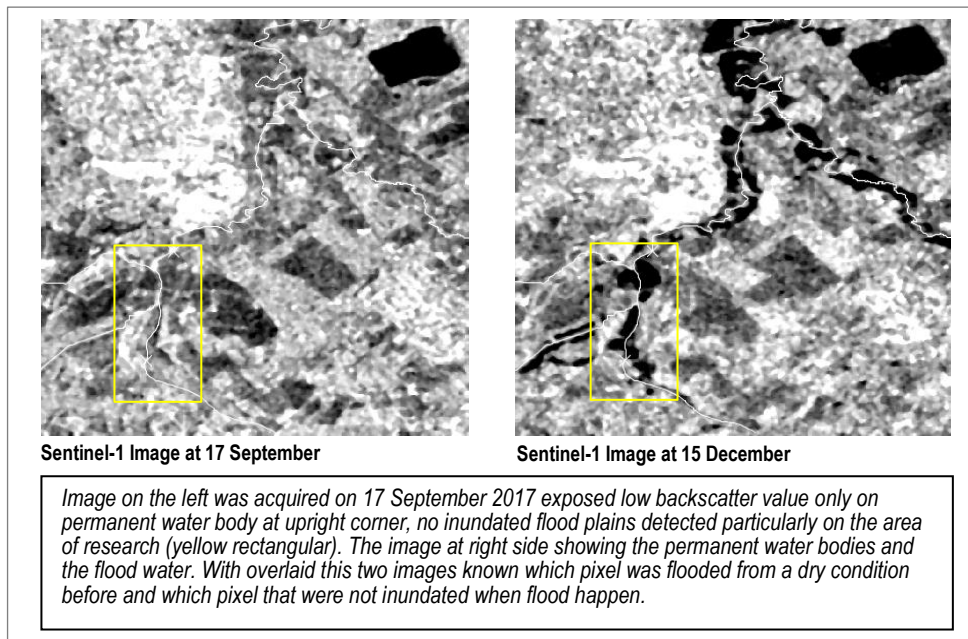 Sentinel-1 Image at 17 September
Sentinel-1 Image at 15 December
Image on the left was acquired on 17 September 2017 exposed low backscatter value only on
permanent water body at upright corner, no inundated flood plains detected particularly on the area
of research (yellow rectangular). The image at right side showing the permanent water bodies and
the flood water. With overlaid this two images known which pixel was flooded from a dry condition
before and which pixel that were not inundated when flood happen.